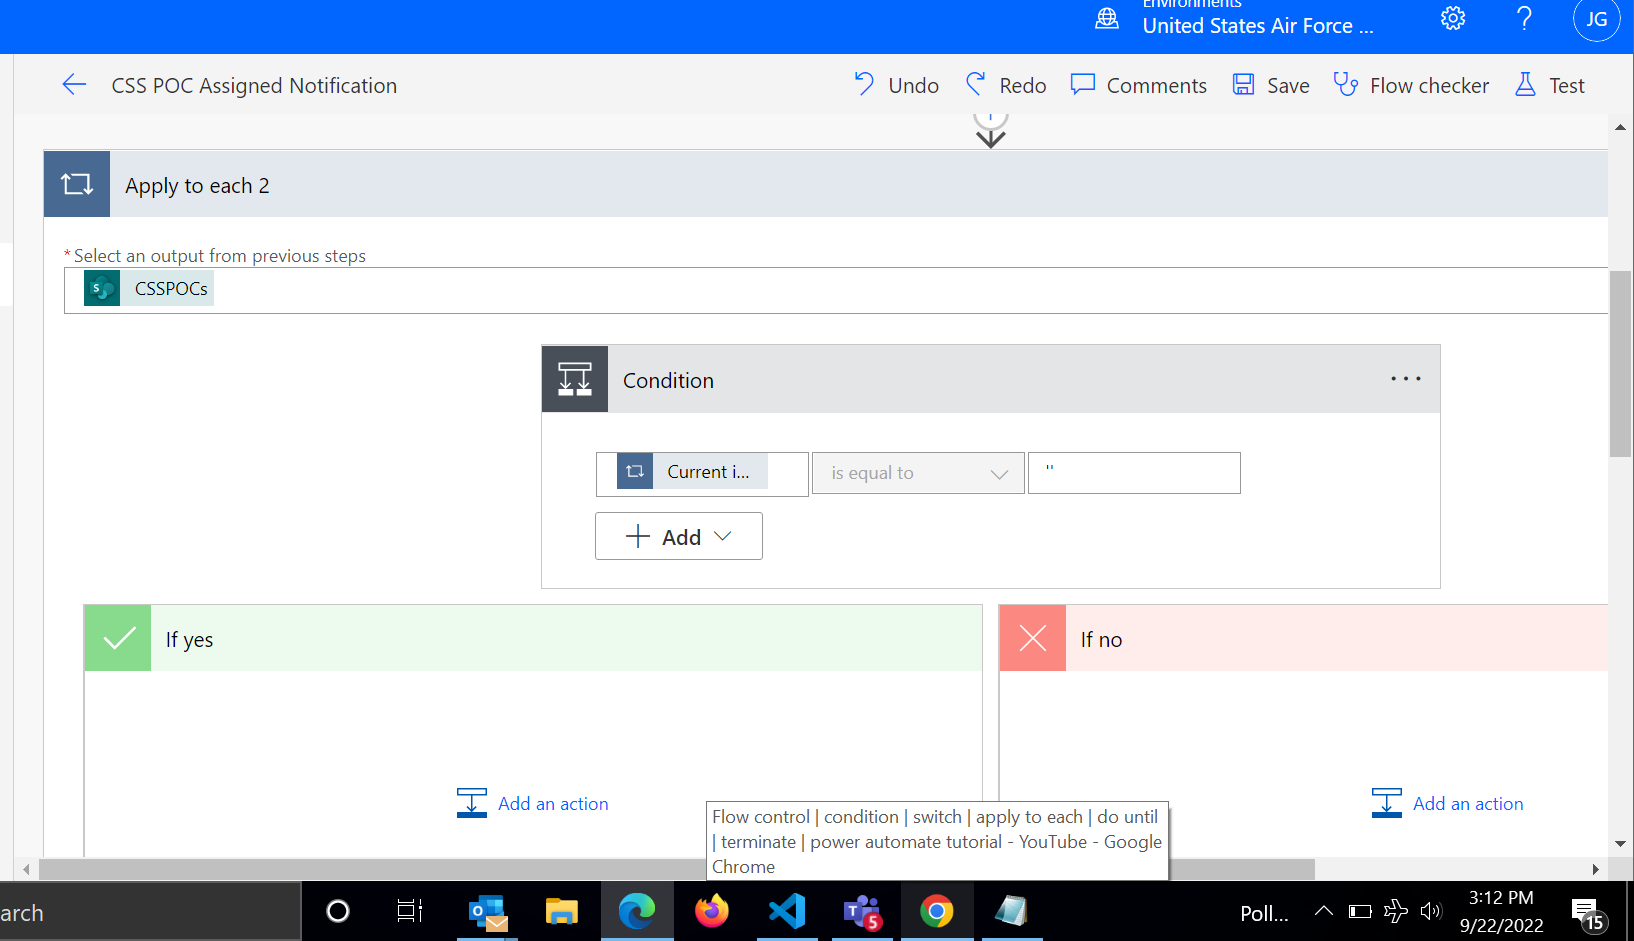 Environments
United States Air Force ...
JG
CSS POC Assigned Notification
Undo
Redo
Comments
Save
Flow checker
Test
Apply to each 2
* Select an output from previous steps
S
CSSPOCs
Condition
...
Current i...
is equal to
''
Add
If yes
If no
Add an action
Add an action
Flow control | condition | switch | apply to each | do until
| terminate | power automate tutorial - YouTube - Google
Chrome
arch
O
T
5
Poll...
3:12 PM
9/22/2022
15